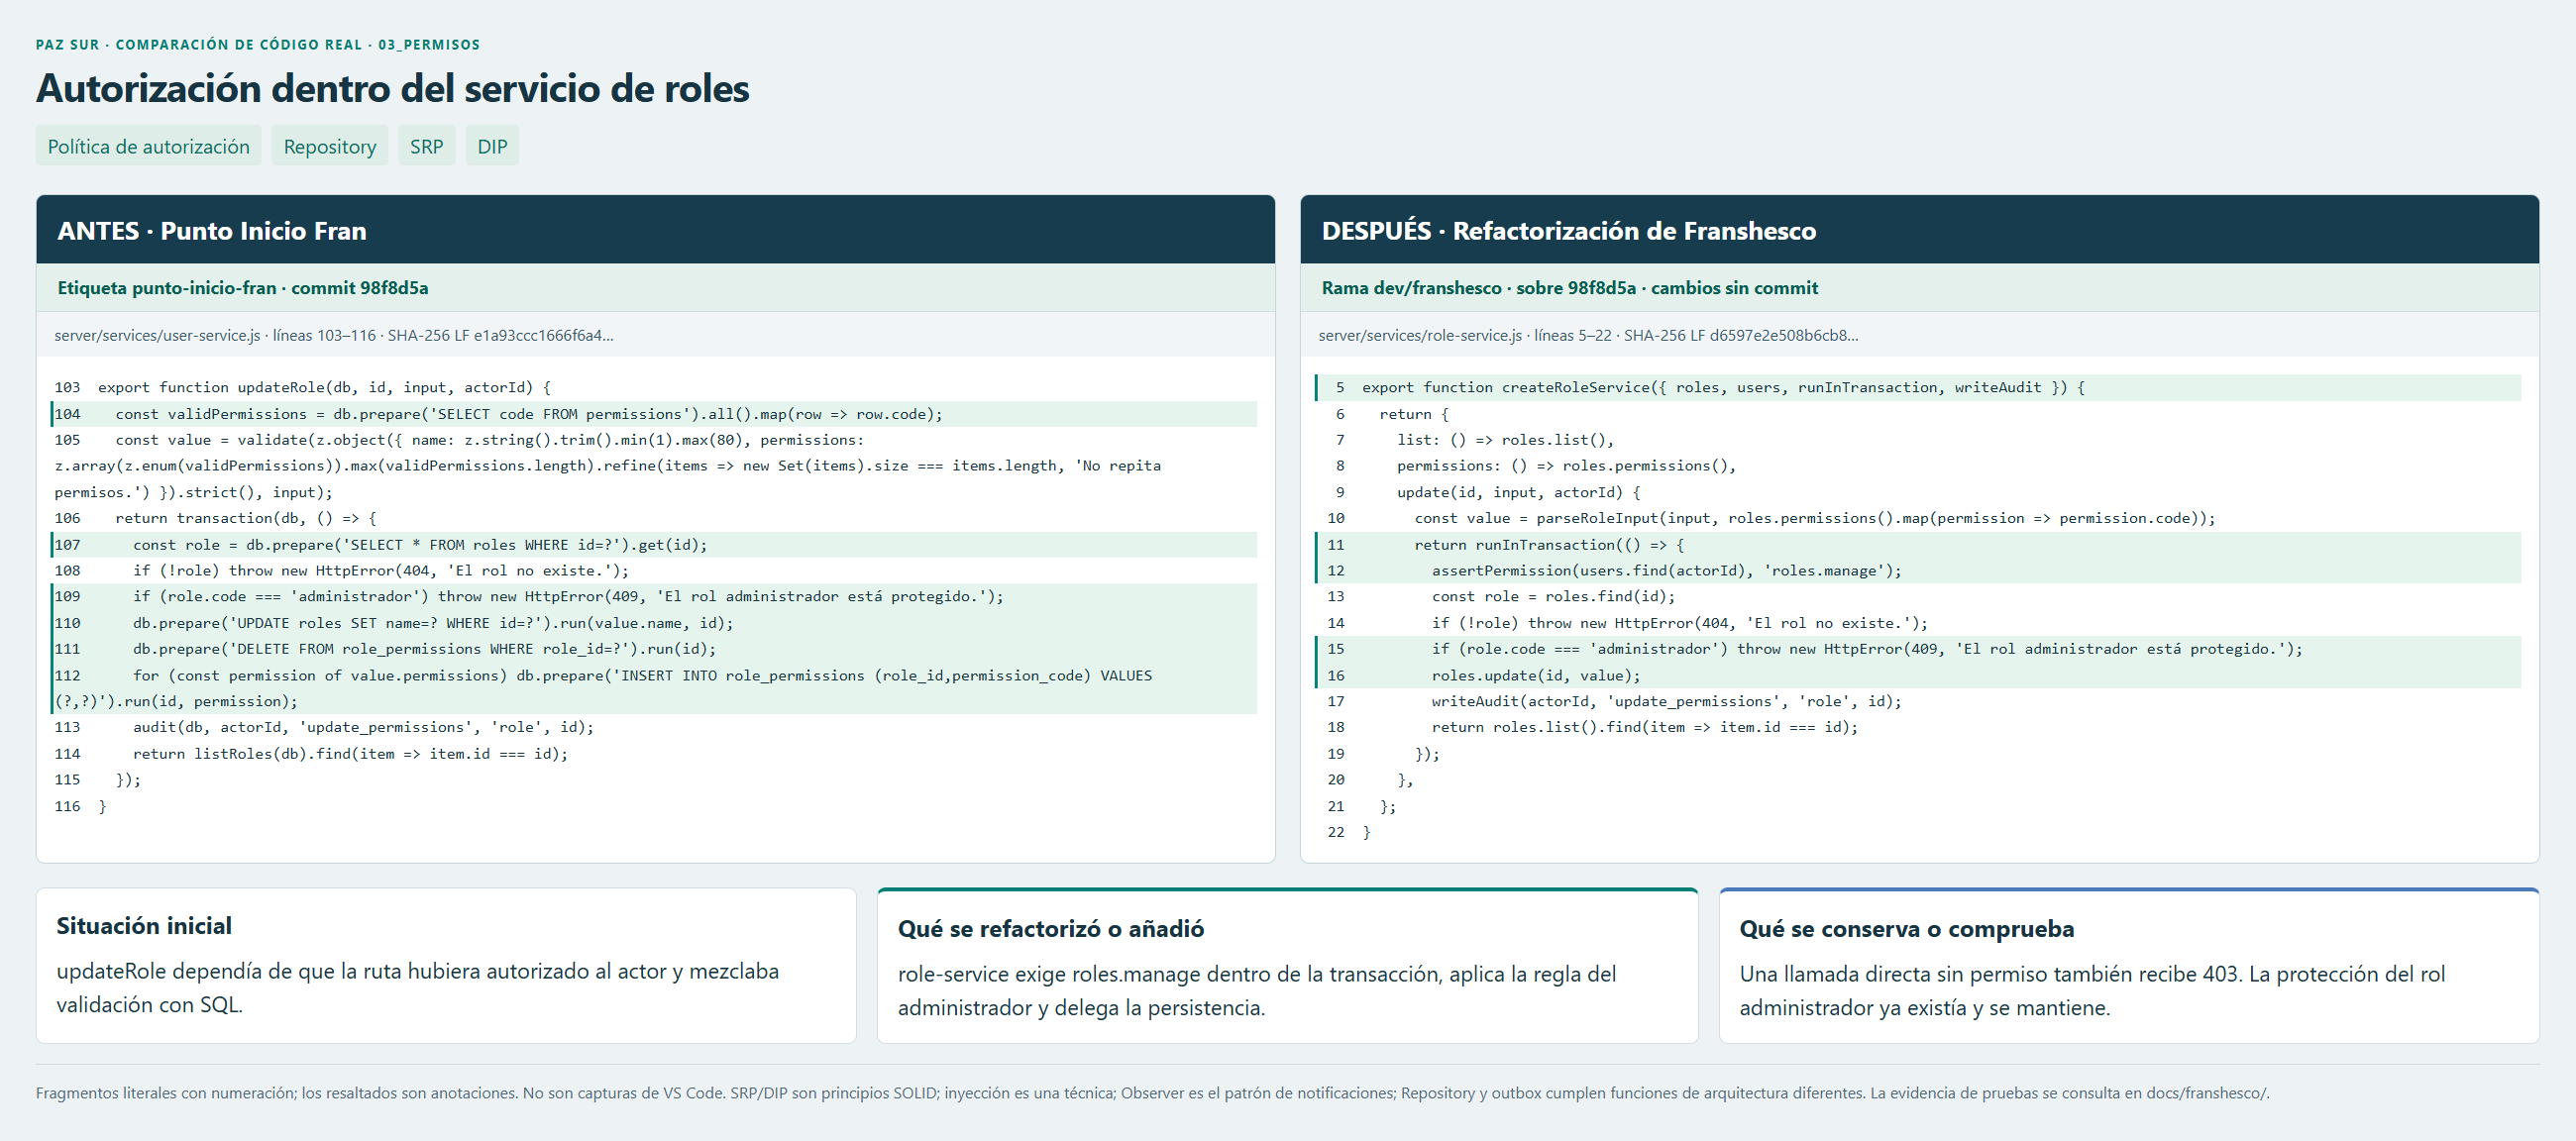 PAZ SUR · COMPARACIÓN DE CÓDIGO REAL · 03_PERMISOS
Autorización dentro del servicio de roles
Política de autorización
Repository
SRP
DIP
ANTES · Punto Inicio Fran
Etiqueta punto-inicio-fran · commit 98f8d5a
server/services/user-service.js · líneas 103–116 · SHA-256 LF e1a93ccc1666f6a4…
103  export function updateRole(db, id, input, actorId) {
104    const validPermissions = db.prepare('SELECT code FROM permissions').all().map(row => row.code);
105    const value = validate(z.object({ name: z.string().trim().min(1).max(80), permissions:
z.array(z.enum(validPermissions)).max(validPermissions.length).refine(items => new Set(items).size === items.length, 'No repita
permisos.') }).strict(), input);
106    return transaction(db, () => {
107      const role = db.prepare('SELECT * FROM roles WHERE id=?').get(id);
108      if (!role) throw new HttpError(404, 'El rol no existe.');
109      if (role.code === 'administrador') throw new HttpError(409, 'El rol administrador está protegido.');
110      db.prepare('UPDATE roles SET name=? WHERE id=?').run(value.name, id);
111      db.prepare('DELETE FROM role_permissions WHERE role_id=?').run(id);
112      for (const permission of value.permissions) db.prepare('INSERT INTO role_permissions (role_id,permission_code) VALUES
(?,?)').run(id, permission);
113      audit(db, actorId, 'update_permissions', 'role', id);
114      return listRoles(db).find(item => item.id === id);
115    });
116  }
DESPUÉS · Refactorización de Franshesco
Rama dev/franshesco · sobre 98f8d5a · cambios sin commit
server/services/role-service.js · líneas 5–22 · SHA-256 LF d6597e2e508b6cb8…
5  export function createRoleService({ roles, users, runInTransaction, writeAudit }) {
6    return {
7      list: () => roles.list(),
8      permissions: () => roles.permissions(),
9      update(id, input, actorId) {
10        const value = parseRoleInput(input, roles.permissions().map(permission => permission.code));
11        return runInTransaction(() => {
12          assertPermission(users.find(actorId), 'roles.manage');
13          const role = roles.find(id);
14          if (!role) throw new HttpError(404, 'El rol no existe.');
15          if (role.code === 'administrador') throw new HttpError(409, 'El rol administrador está protegido.');
16          roles.update(id, value);
17          writeAudit(actorId, 'update_permissions', 'role', id);
18          return roles.list().find(item => item.id === id);
19        });
20      },
21    };
22  }
Situación inicial
updateRole dependía de que la ruta hubiera autorizado al actor y mezclaba
validación con SQL.
Qué se refactorizó o añadió
role-service exige roles.manage dentro de la transacción, aplica la regla del
administrador y delega la persistencia.
Qué se conserva o comprueba
Una llamada directa sin permiso también recibe 403. La protección del rol
administrador ya existía y se mantiene.
Fragmentos literales con numeración; los resaltados son anotaciones. No son capturas de VS Code. SRP/DIP son principios SOLID; inyección es una técnica; Observer es el patrón de notificaciones; Repository y outbox cumplen funciones de arquitectura diferentes. La evidencia de pruebas se consulta en docs/franshesco/.